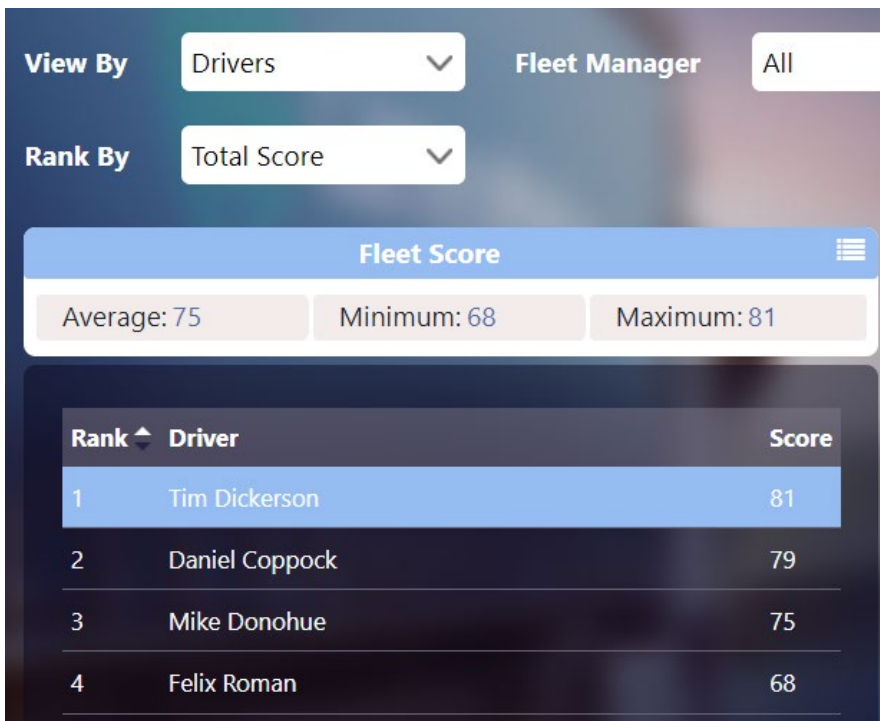 View By Drivers Fleet Manager All
Rank By Total Score
Fleet Score
Average: 75 Minimum: 68 Maximum: 81
Rank Driver Score
1 Tim Dickerson 81
2 Daniel Coppock 79
3 Mike Donohue 75
4 Felix Roman 68